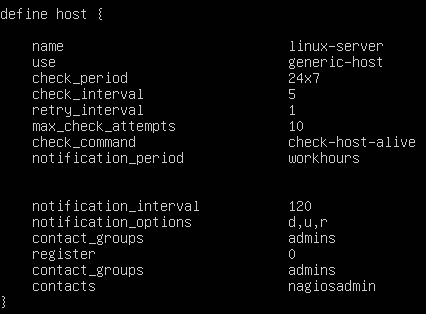 define host {
name linux-server
use generic-host
check_period 24x7
check_interval 5
retry_interval 1
max_check_attempts 10
check_command check-host-alive
notification_period workhours
notification_interval 120
notification_options d,u,r
contact_groups admins
register 0
contact_groups admins
contacts nagiosadmin
}